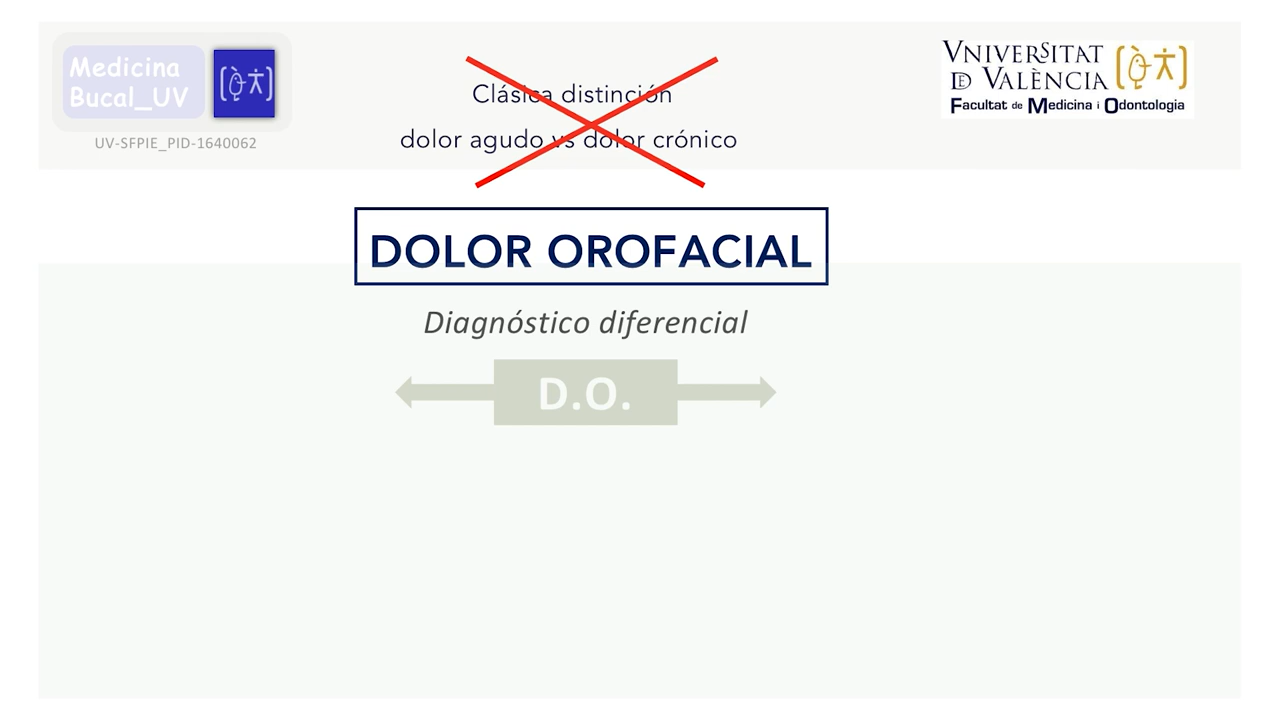 Medicina
Bucal_UV
UV-SFPIE_PID-1640062
Clásica distinción
dolor agudo vs dolor crónico
VNIVERSITAT
DE VALÈNCIA
Facultat de Medicina i Odontologia
DOLOR OROFACIAL
Diagnóstico diferencial
D.O.